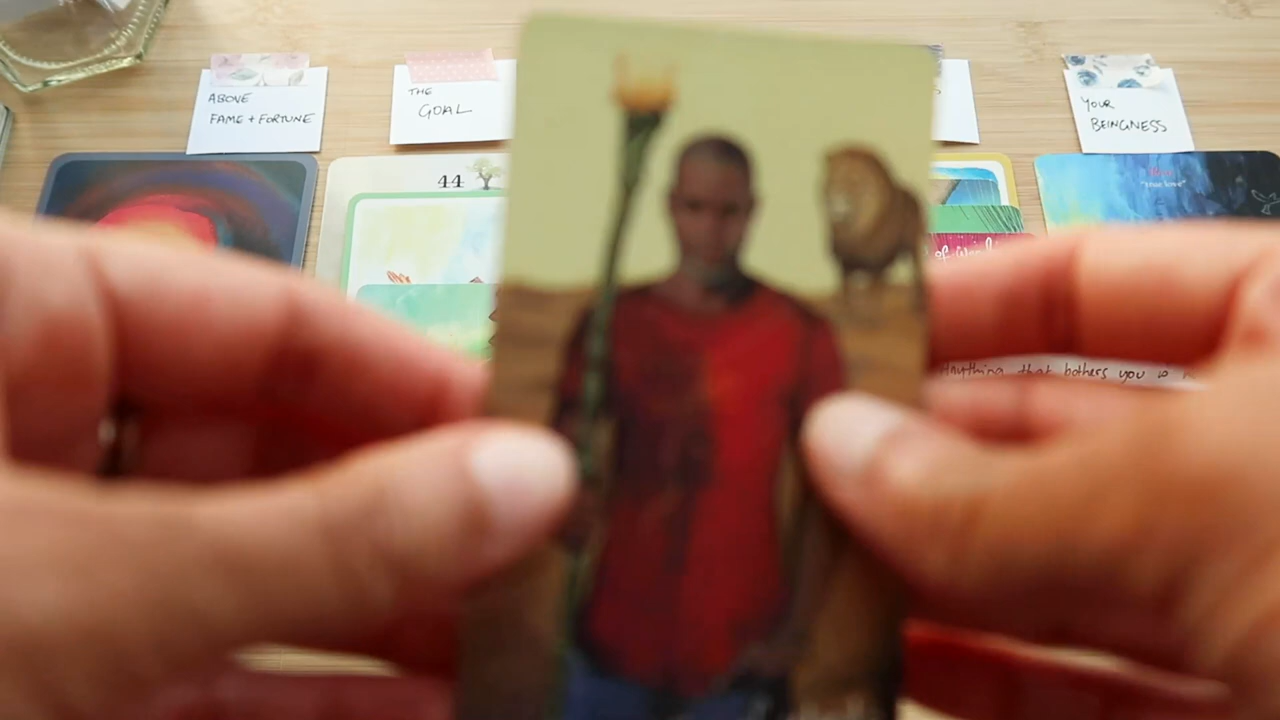 ABOVE
FAME + FORTUNE
THE
GOAL
YOUR
BEINGNESS
44
"true love"
Anything that bothers you is